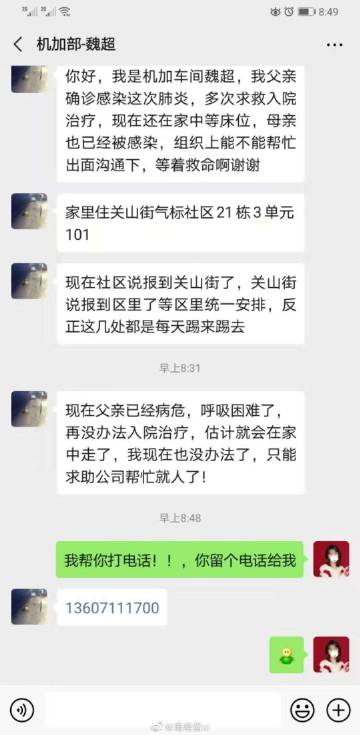 8:49
机加部-魏超
你好，我是机加车间魏超，我父亲
确诊感染这次肺炎，多次求救入院
治疗，现在还在家中等床位，母亲
也已经被感染，组织上能不能帮忙
出面沟通下，等着救命啊谢谢
家里住关山街气标社区21栋3单元
101
现在社区说报到关山街了，关山街
说报到区里了等区里统一安排，反
正这几处都是每天踢来踢去
早上8:31
现在父亲已经病危，呼吸困难了，
再没办法入院治疗，估计就会在家
中走了，我现在也没办法了，只能
求助公司帮忙就人了！
早上8:48
我帮你打电话！！，你留个电话给我
13607111700